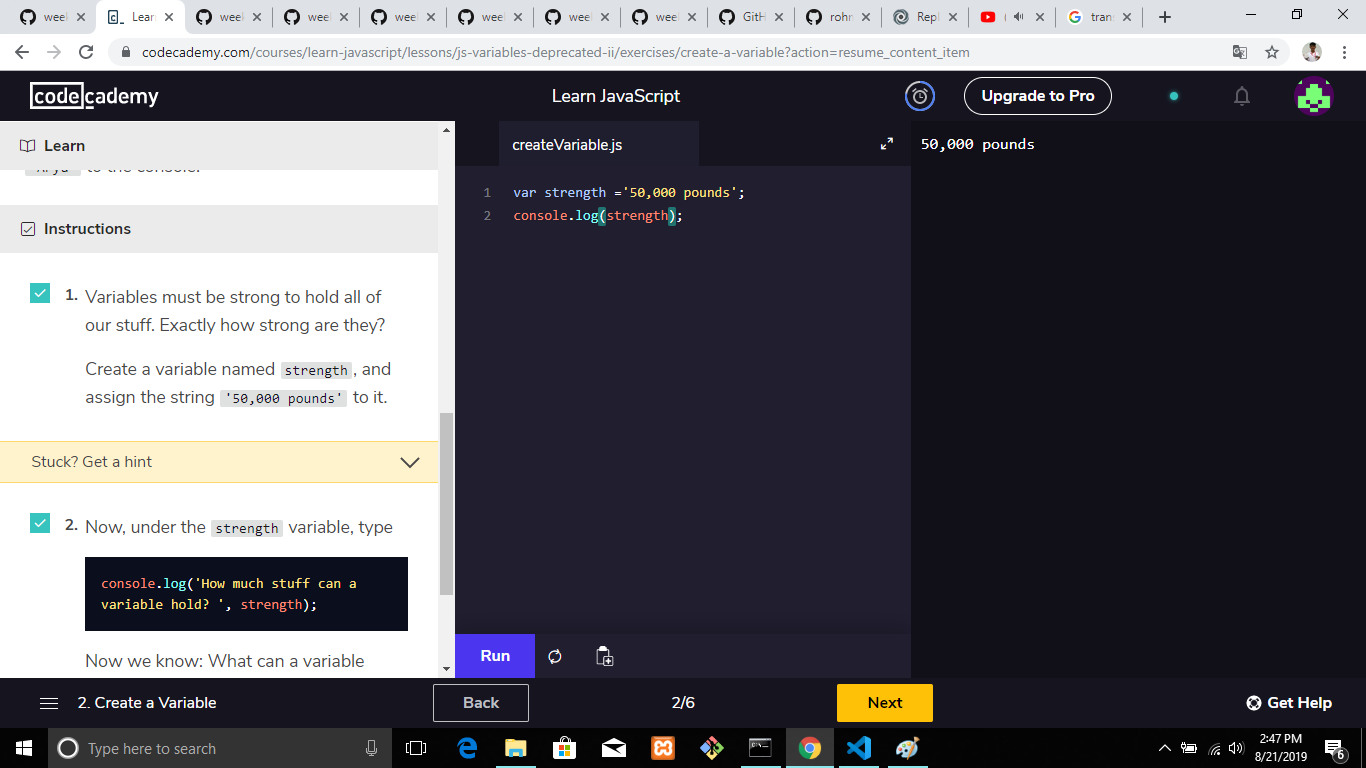 weel
Learn
weel
weel
weel
weel
weel
weel
GitH
rohn
Repl
(
tran
codecademy.com/courses/learn-javascript/lessons/js-variables-deprecated-ii/exercises/create-a-variable?action=resume_content_item
codecademy
Learn JavaScript
Upgrade to Pro
Learn
to the console.
Instructions
1. Variables must be strong to hold all of
our stuff. Exactly how strong are they?
Create a variable named strength, and
assign the string '50,000 pounds' to it.
Stuck? Get a hint
2. Now, under the strength variable, type
console.log('How much stuff can a
variable hold? ', strength);
Now we know: What can a variable
createVariable.js
1 var strength ='50,000 pounds';
2 console.log(strength);
50,000 pounds
Run
2. Create a Variable
Back
2/6
Next
Get Help
Type here to search
2:47 PM
8/21/2019
6